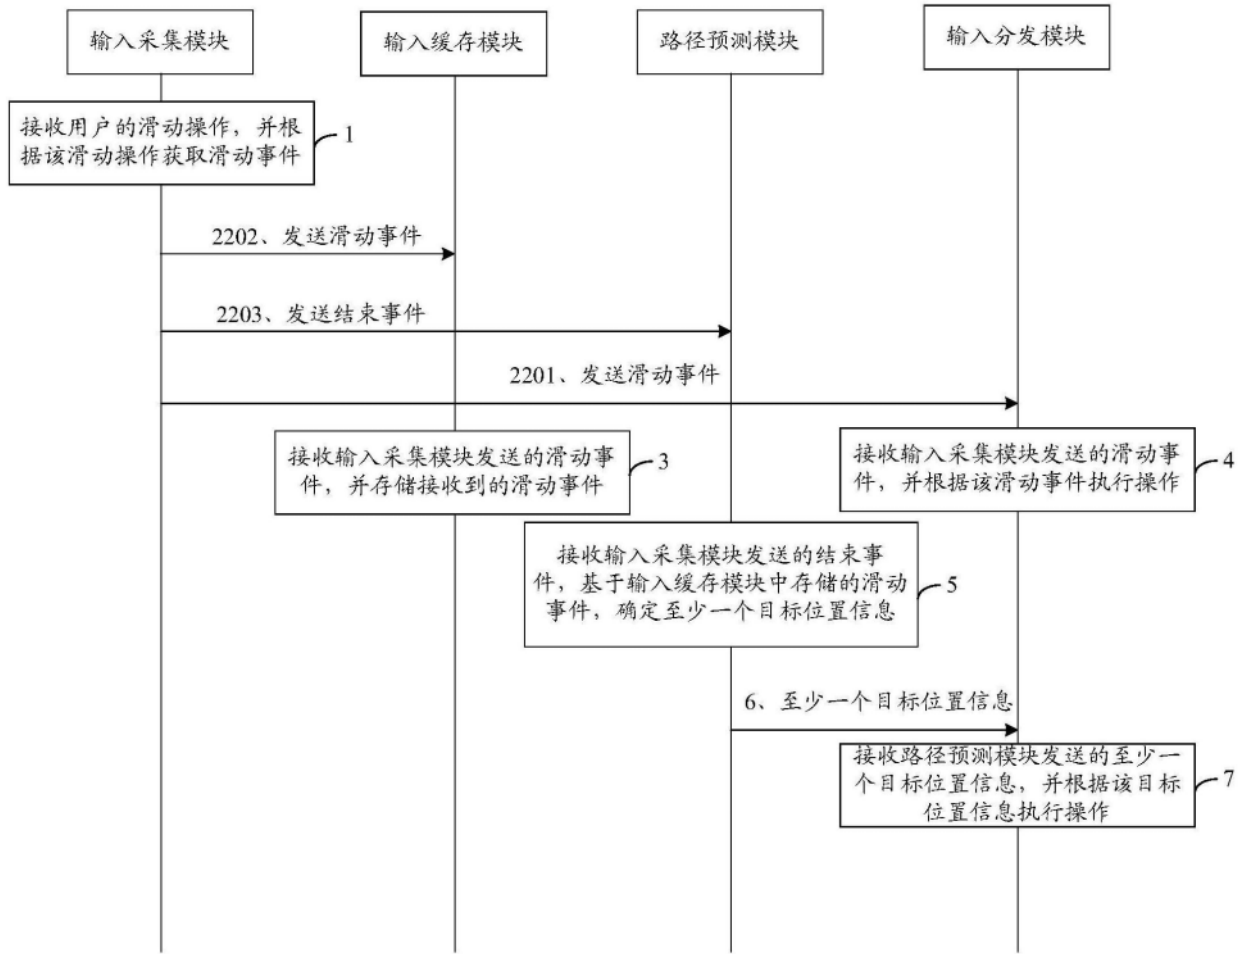 输入采集模块
输入缓存模块
路径预测模块
输入分发模块
接收用户的滑动操作，并根
据该滑动操作获取滑动事件
1
2202、发送滑动事件
2203、发送结束事件
2201、发送滑动事件
接收输入采集模块发送的滑动事
件，并存储接收到的滑动事件
3
接收输入采集模块发送的滑动事
件，并根据该滑动事件执行操作
4
接收输入采集模块发送的结束事
件，基于输入缓存模块中存储的滑动
事件，确定至少一个目标位置信息
5
6、至少一个目标位置信息
接收路径预测模块发送的至少一
个目标位置信息，并根据该目标
位置信息执行操作
7